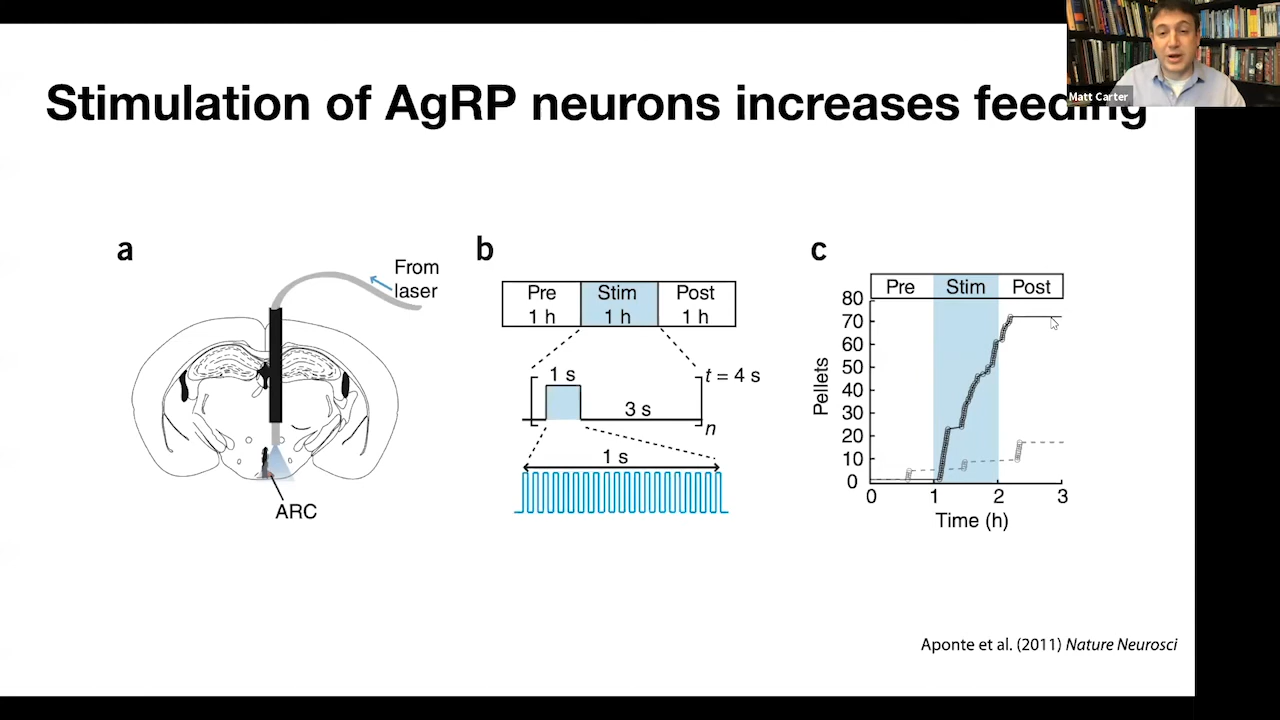 Matt Carter
Stimulation of AgRP neurons increases feeding
a
From
laser
ARC
b
Pre
1 h
Stim
1 h
Post
1 h
1 s
3 s
t = 4 s
n
1 s
c
Pre Stim Post
80
70
60
50
40
30
20
10
0
Pellets
0 1 2 3
Time (h)
Aponte et al. (2011) Nature Neurosci